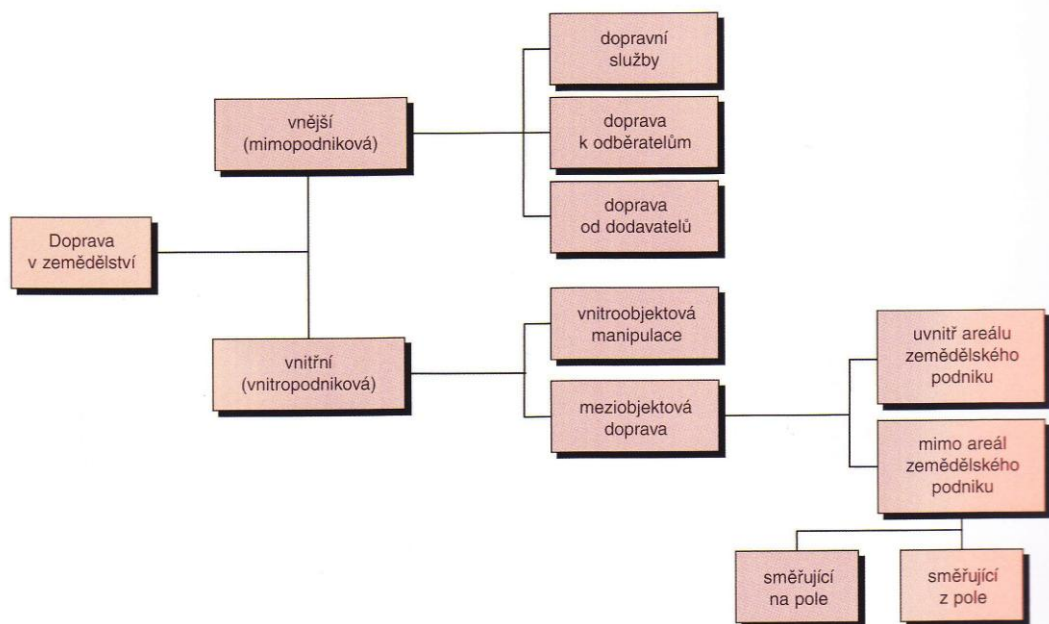 Doprava
v zemědělství
vnější
(mimopodniková)
dopravní
služby
doprava
k odběratelům
doprava
od dodavatelů
vnitřní
(vnitropodniková)
vnitroobjektová
manipulace
meziobjektová
doprava
uvnitř areálu
zemědělského
podniku
mimo areál
zemědělského
podniku
směřující
na pole
směřující
z pole